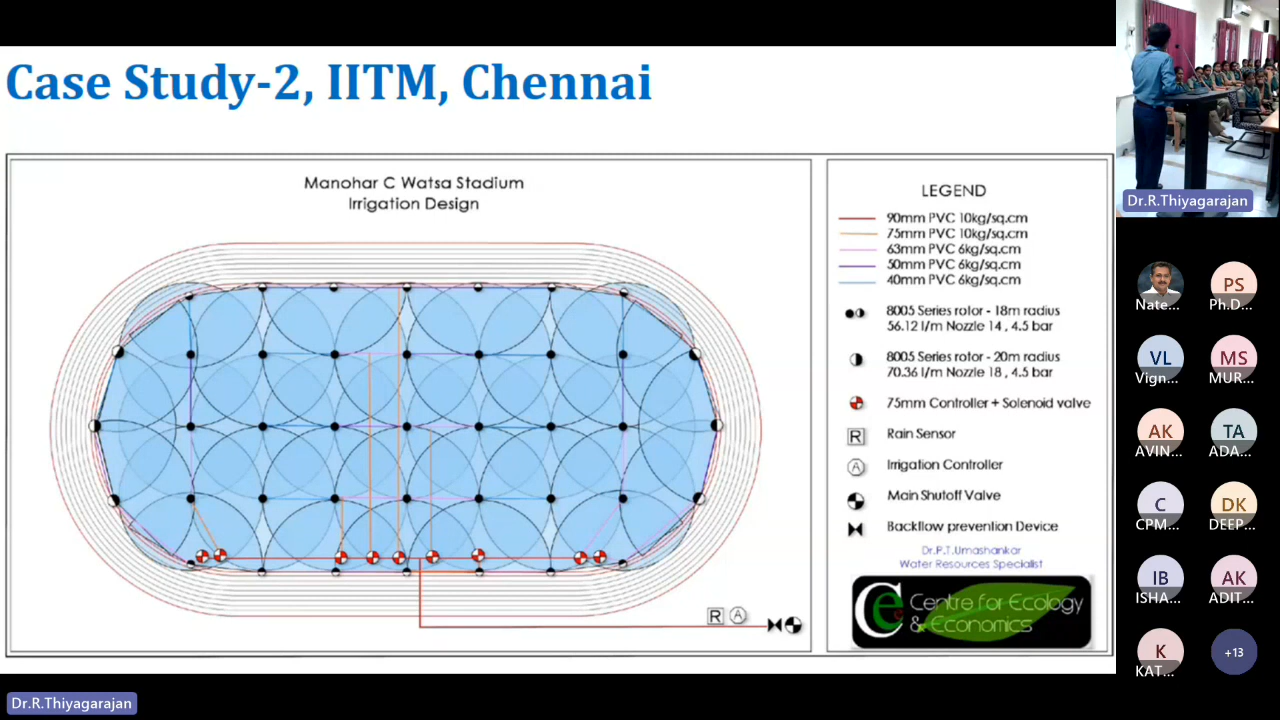 Case Study-2, IITM, Chennai
Manohar C Watsa Stadium
Irrigation Design
R
A
LEGEND
90mm PVC 10kg/sq.cm
75mm PVC 10kg/sq.cm
63mm PVC 6kg/sq.cm
50mm PVC 6kg/sq.cm
40mm PVC 6kg/sq.cm
8005 Series rotor - 18m radius
56.12 l/m Nozzle 14 , 4.5 bar
8005 Series rotor - 20m radius
70.36 l/m Nozzle 18 , 4.5 bar
75mm Controller + Solenoid valve
R Rain Sensor
A Irrigation Controller
Main Shutoff Valve
Backflow prevention Device
Dr.P.T.Umashankar
Water Resources Specialist
Ce Centre for Ecology
& Economics
Dr.R.Thiyagarajan
Dr.R.Thiyagarajan
Nate...
PS
Ph.D...
VL
Vign...
MS
MUR...
AK
AVIN...
TA
ADA...
C
CPM...
DK
DEEP...
IB
ISHA...
AK
ADIT...
K
KAT...
+13